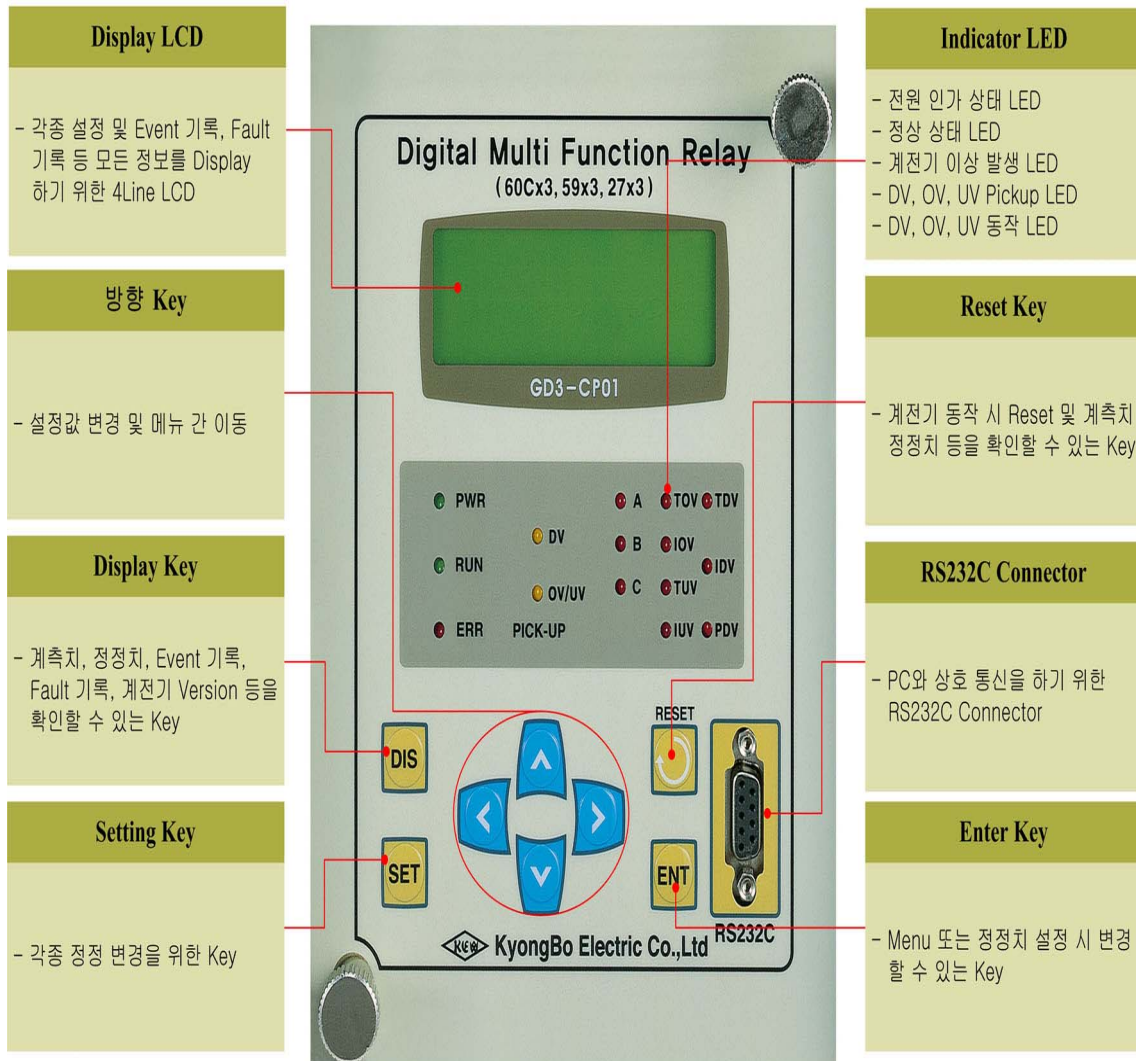 Display LCD
- 각종 설정 및 Event 기록, Fault
기록 등 모든 정보를 Display
하기 위한 4Line LCD
방향 Key
- 설정값 변경 및 메뉴 간 이동
Display Key
- 계측치, 정정치, Event 기록,
Fault 기록, 계전기 Version 등을
확인할 수 있는 Key
Setting Key
- 각종 정정 변경을 위한 Key
Digital Multi Function Relay
(60Cx3, 59x3, 27x3)
GD3-CP01
PWR
RUN
ERR
DV
OV/UV
PICK-UP
A
B
C
TOV
IOV
TUV
IUV
TDV
IDV
PDV
DIS
SET
RESET
ENT
RS232C
KEW
KyongBo Electric Co.,Ltd
Indicator LED
- 전원 인가 상태 LED
- 정상 상태 LED
- 계전기 이상 발생 LED
- DV, OV, UV Pickup LED
- DV, OV, UV 동작 LED
Reset Key
- 계전기 동작 시 Reset 및 계측치
정정치 등을 확인할 수 있는 Key
RS232C Connector
- PC와 상호 통신을 하기 위한
RS232C Connector
Enter Key
- Menu 또는 정정치 설정 시 변경
할 수 있는 Key